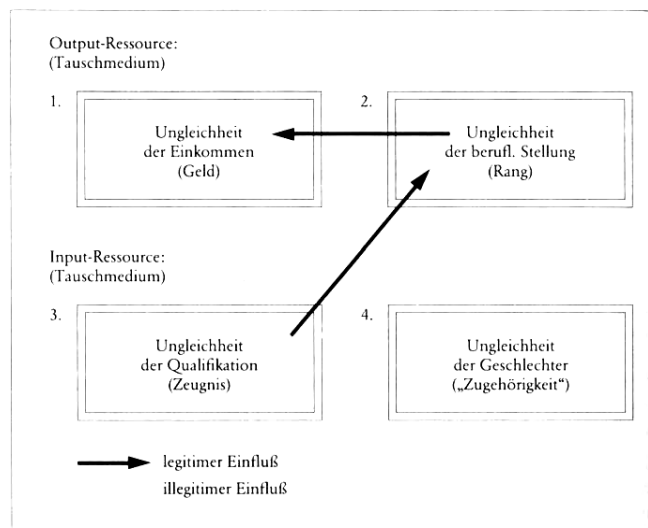 Output-Ressource:
(Tauschmedium)
1.
Ungleichheit
der Einkommen
(Geld)
2.
Ungleichheit
der berufl. Stellung
(Rang)
Input-Ressource:
(Tauschmedium)
3.
Ungleichheit
der Qualifikation
(Zeugnis)
4.
Ungleichheit
der Geschlechter
(„Zugehörigkeit“)
legitimer Einfluß
illegitimer Einfluß